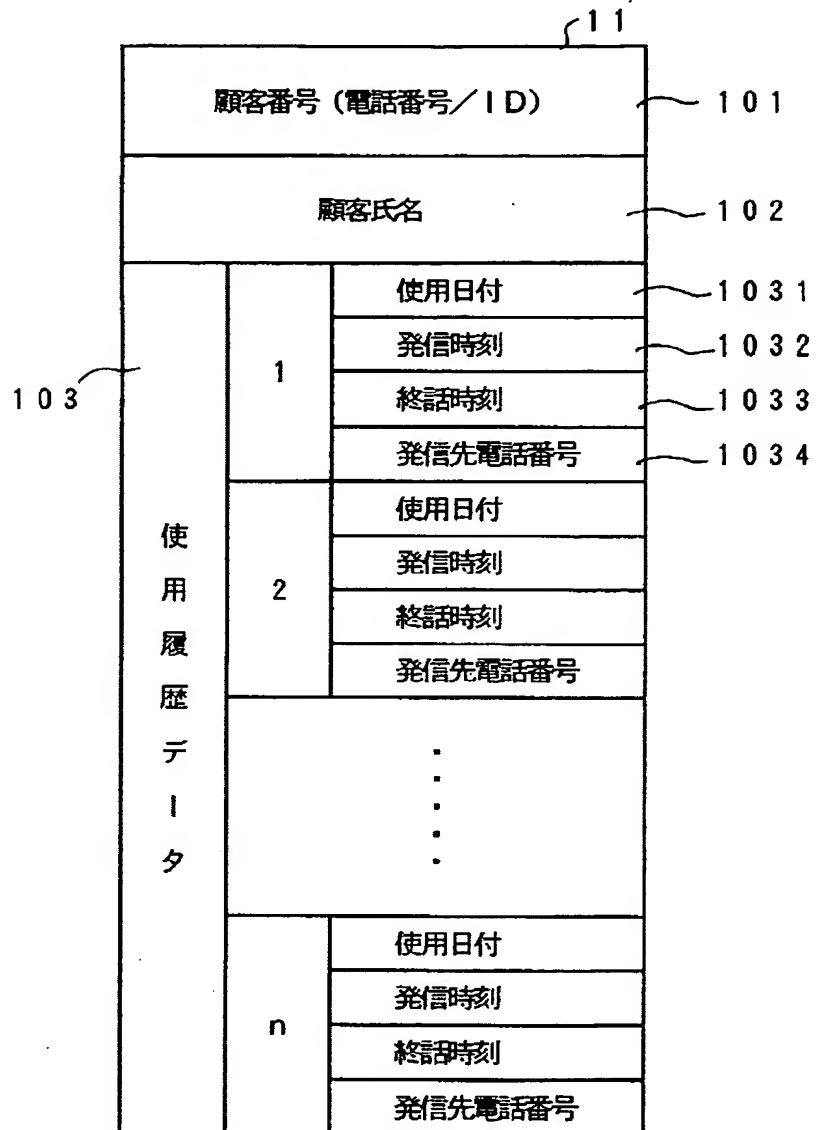 11
顧客番号（電話番号／ID） 101
顧客氏名 102
使用日付 1031
発信時刻 1032
1
103
終話時刻 1033
発信先電話番号 1034
使用履歴データ
使用日付
発信時刻
2
終話時刻
発信先電話番号
使用日付
発信時刻
n
終話時刻
発信先電話番号